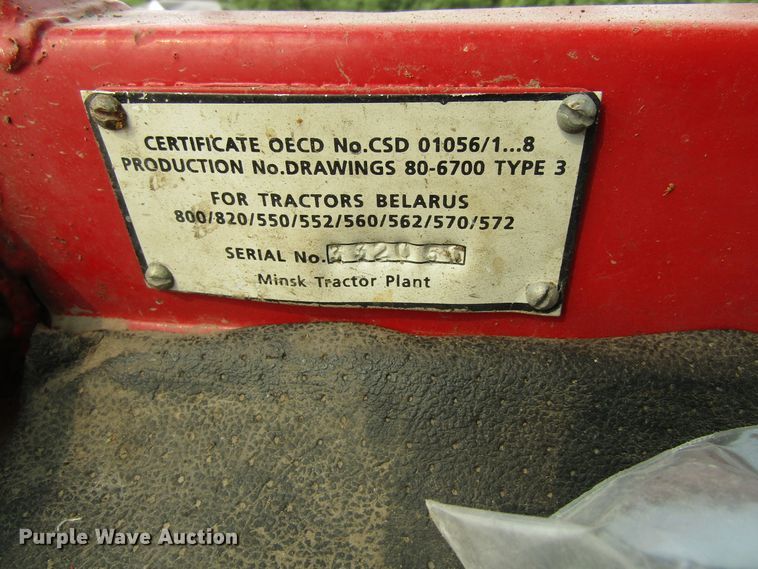 CERTIFICATE OECD No.CSD 01056/1...8
PRODUCTION No.DRAWINGS 80-6700 TYPE 3
FOR TRACTORS BELARUS
800/820/550/552/560/562/570/572
SERIAL No.
Minsk Tractor Plant
Purple Wave Auction